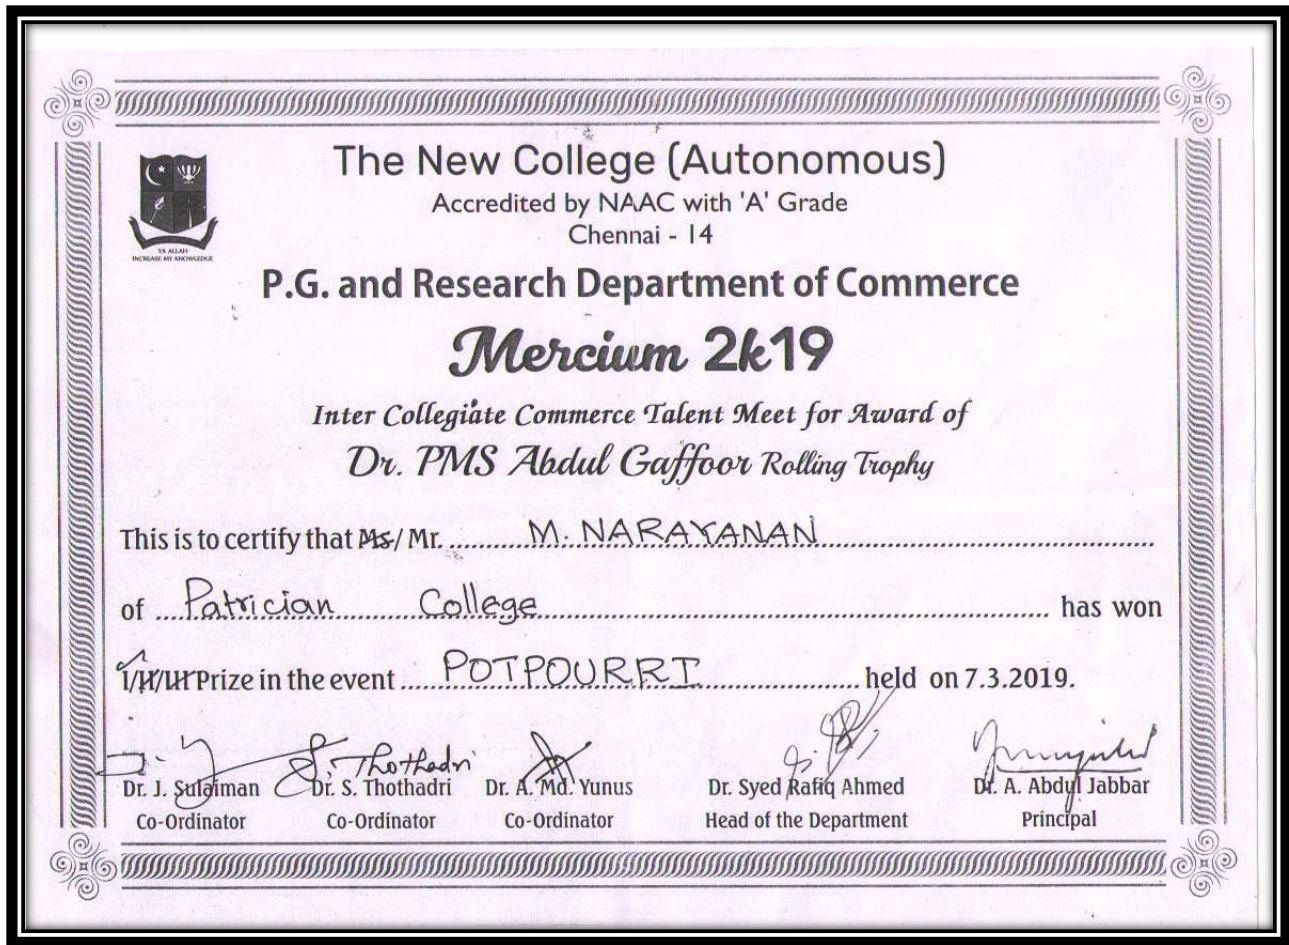 The New College (Autonomous)
Accredited by NAAC with 'A' Grade
Chennai - 14
YA ALLAH
INCREASE MY KNOWLEDGE
P.G. and Research Department of Commerce
Mercium 2k19
Inter Collegiate Commerce Talent Meet for Award of
Dr. PMS Abdul Gaffoor Rolling Trophy
This is to certify that Ms/ Mr. M. NARAYANAN
of Patrician College has won
I/II/III Prize in the event POTPOURRI held on 7.3.2019.
S. Thothadri
Dr. J. Sulaiman Dr. S. Thothadri Dr. A. Md. Yunus Dr. Syed Rafiq Ahmed Dr. A. Abdul Jabbar
Co-Ordinator Co-Ordinator Co-Ordinator Head of the Department Principal